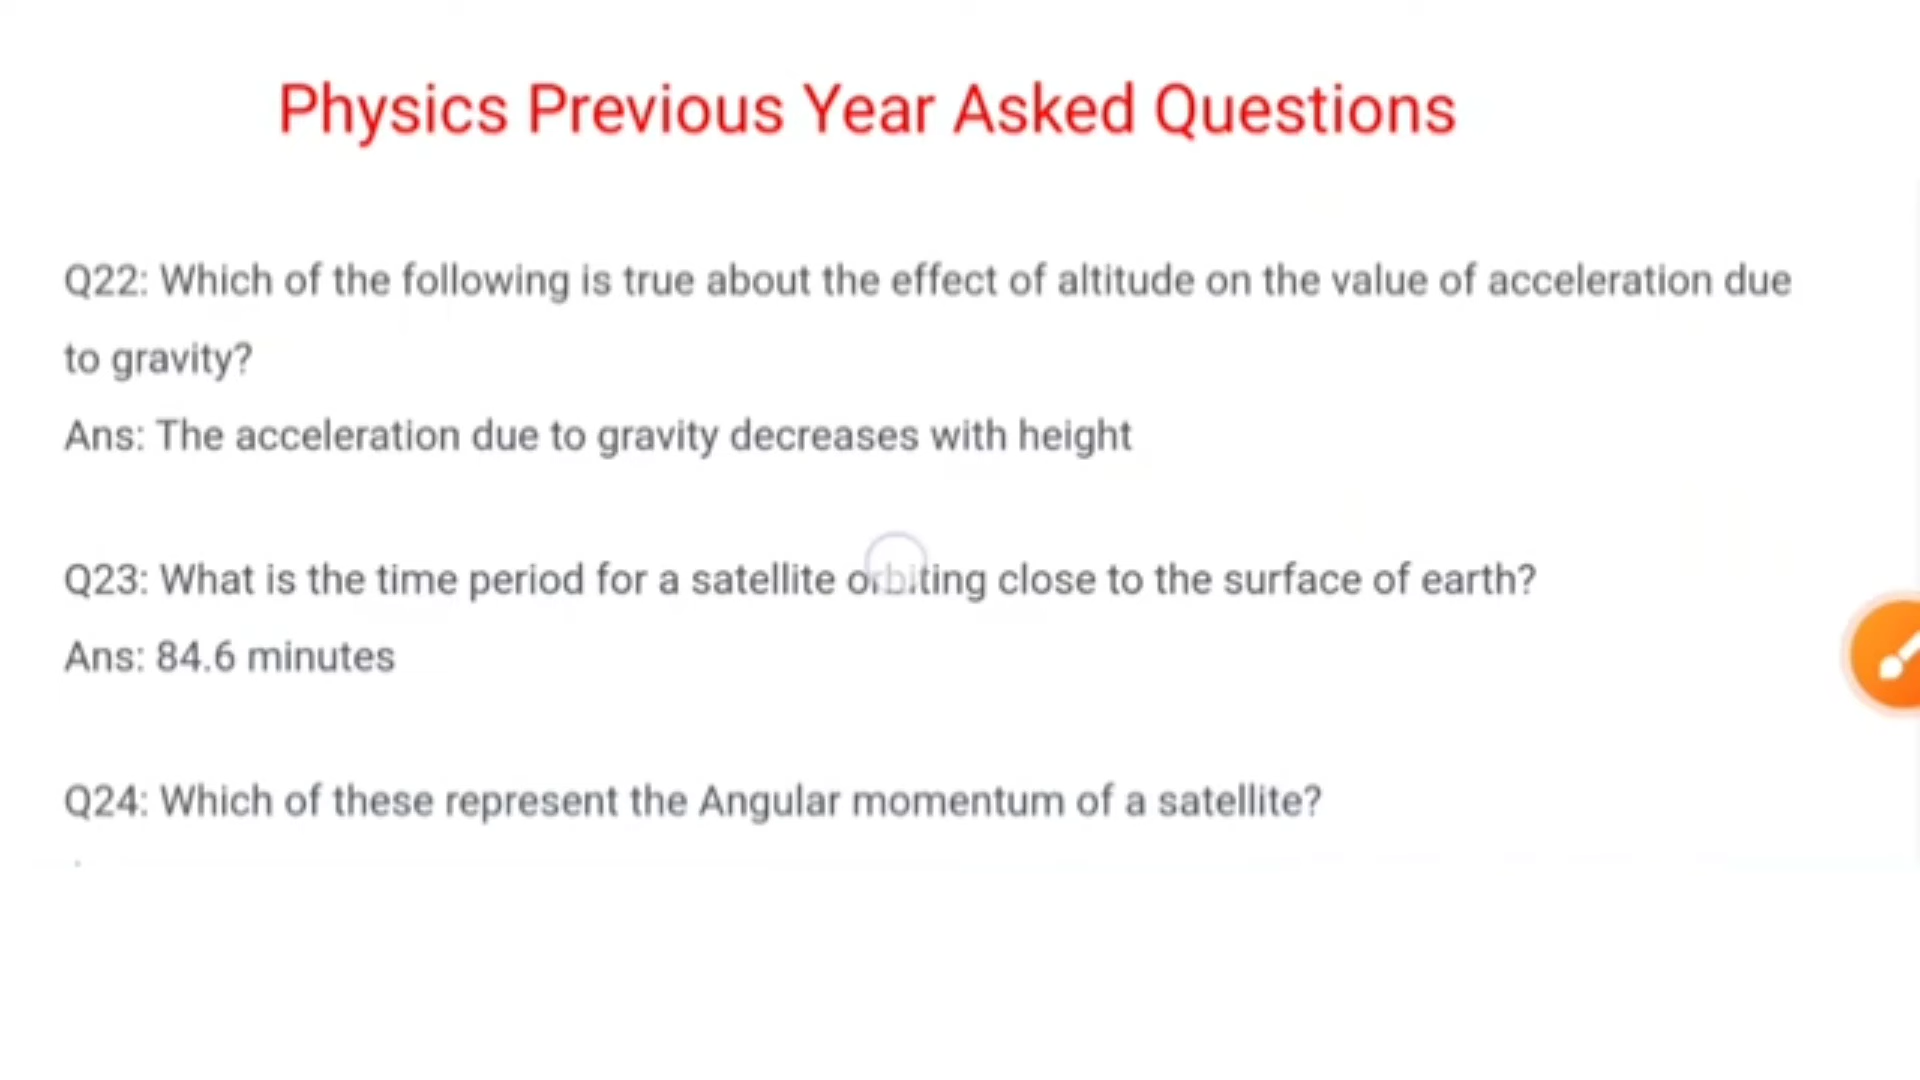 Physics Previous Year Asked Questions
Q22: Which of the following is true about the effect of altitude on the value of acceleration due
to gravity?
Ans: The acceleration due to gravity decreases with height
Q23: What is the time period for a satellite orbiting close to the surface of earth?
Ans: 84.6 minutes
Q24: Which of these represent the Angular momentum of a satellite?